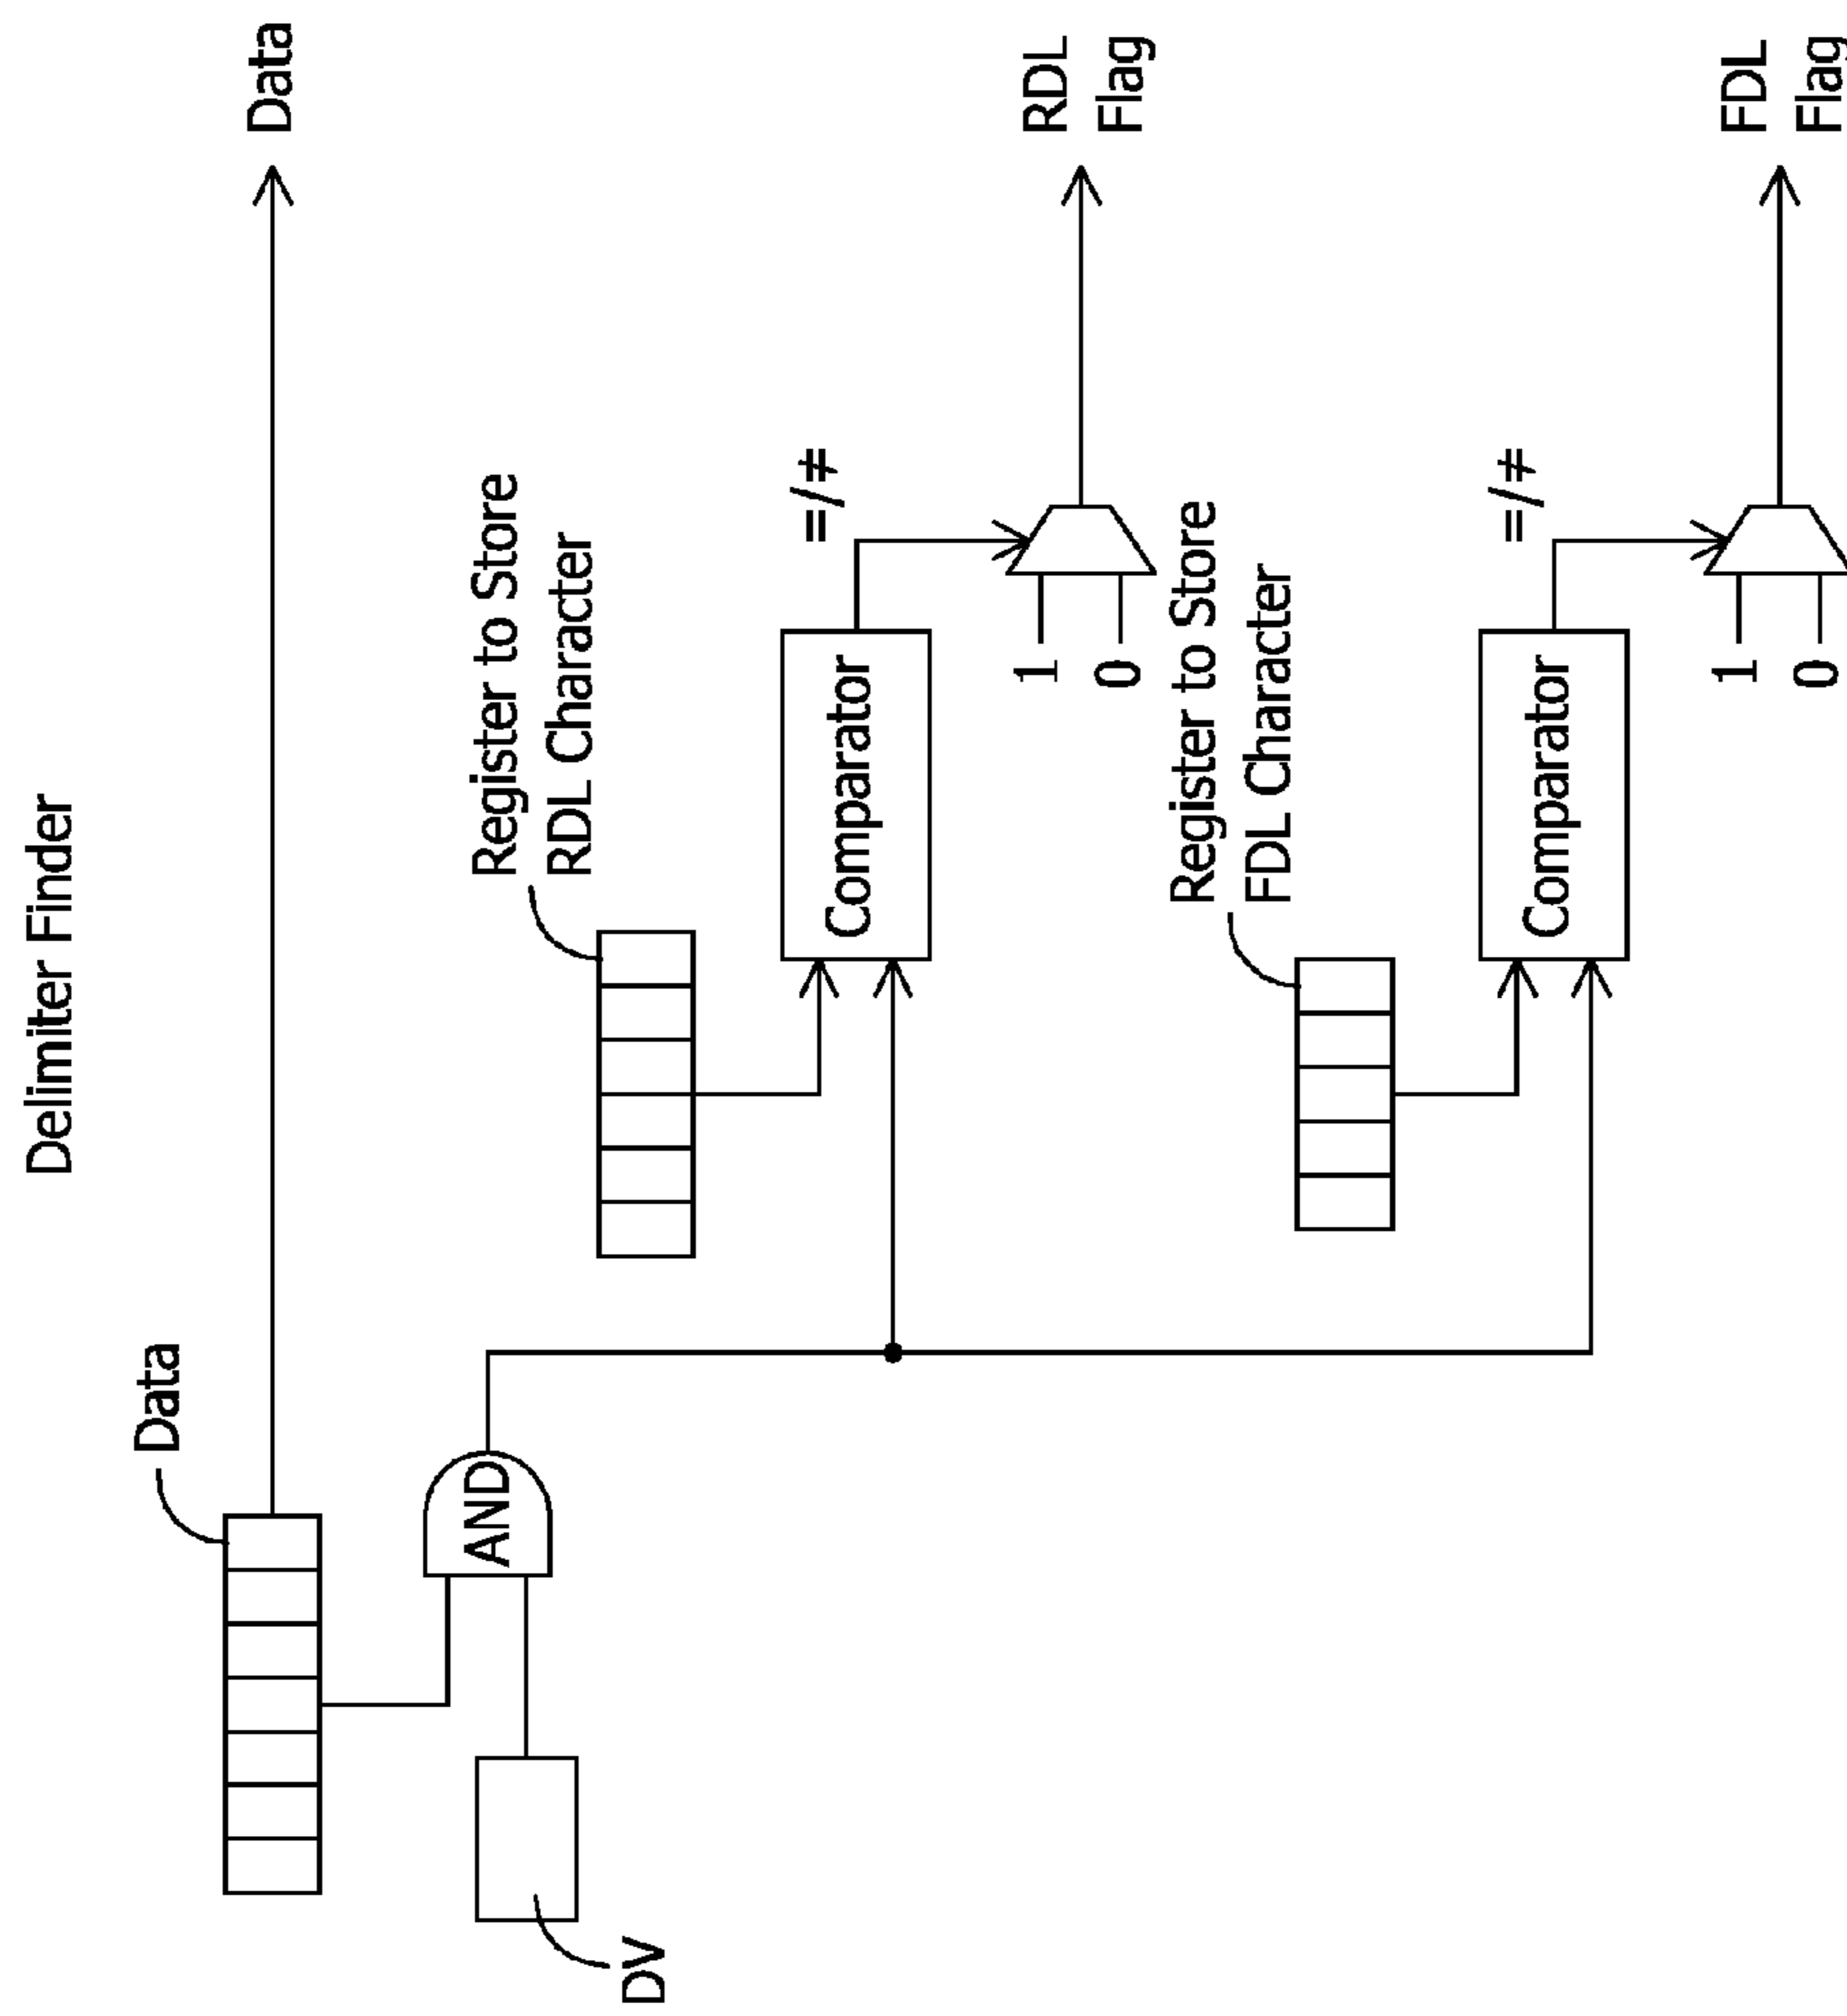 Delimiter Finder
Data
Data
AND
DV
Register to Store
RDL Character
Comparator
=/≠
1
0
RDL
Flag
Register to Store
FDL Character
Comparator
=/≠
1
0
FDL
Flag